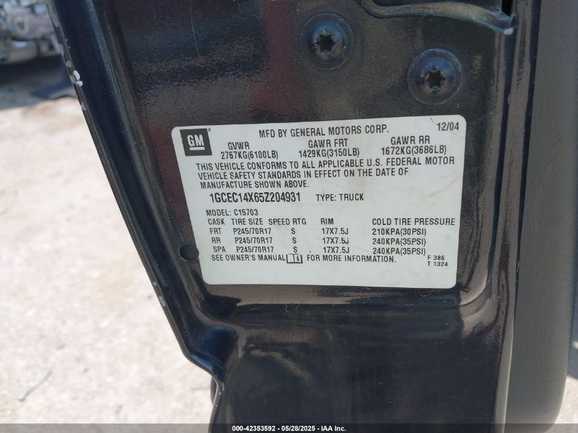 GM
MFD BY GENERAL MOTORS CORP. 12/04
GVWR GAWR FRT GAWR RR
2767KG(6100LB) 1429KG(3150LB) 1672KG(3686LB)
THIS VEHICLE CONFORMS TO ALL APPLICABLE U.S. FEDERAL MOTOR
VEHICLE SAFETY STANDARDS IN EFFECT ON THE DATE OF
MANUFACTURE SHOWN ABOVE.
1GCEC14X65Z204931 TYPE: TRUCK
MODEL: C15703
CASK TIRE SIZE SPEED RTG RIM COLD TIRE PRESSURE
FRT P245/70R17 S 17X7.5J 210KPA(30PSI)
RR P245/70R17 S 17X7.5J 240KPA(35PSI)
SPA P245/70R17 S 17X7.5J 240KPA(35PSI)
SEE OWNER'S MANUAL FOR MORE INFORMATION. F 386
T 1324
000-42353592 - 05/28/2025 - © IAA Inc.